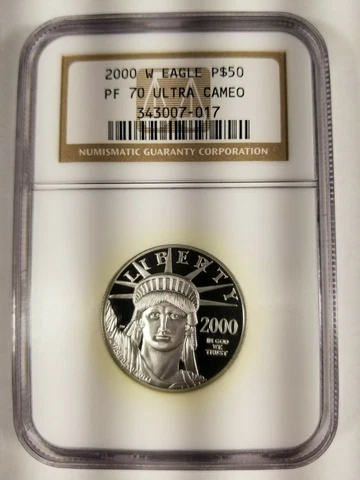 2000 W EAGLE P$50
PF 70 ULTRA CAMEO
343007-017
NUMISMATIC GUARANTY CORPORATION
LIBERTY
2000
IN GOD
WE
TRUST